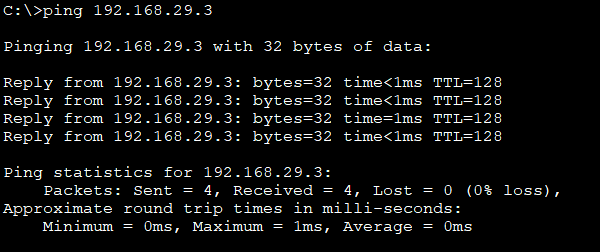 C:\>ping 192.168.29.3
Pinging 192.168.29.3 with 32 bytes of data:
Reply from 192.168.29.3: bytes=32 time<1ms TTL=128
Reply from 192.168.29.3: bytes=32 time<1ms TTL=128
Reply from 192.168.29.3: bytes=32 time=1ms TTL=128
Reply from 192.168.29.3: bytes=32 time<1ms TTL=128
Ping statistics for 192.168.29.3:
Packets: Sent = 4, Received = 4, Lost = 0 (0% loss),
Approximate round trip times in milli-seconds:
Minimum = 0ms, Maximum = 1ms, Average = 0ms